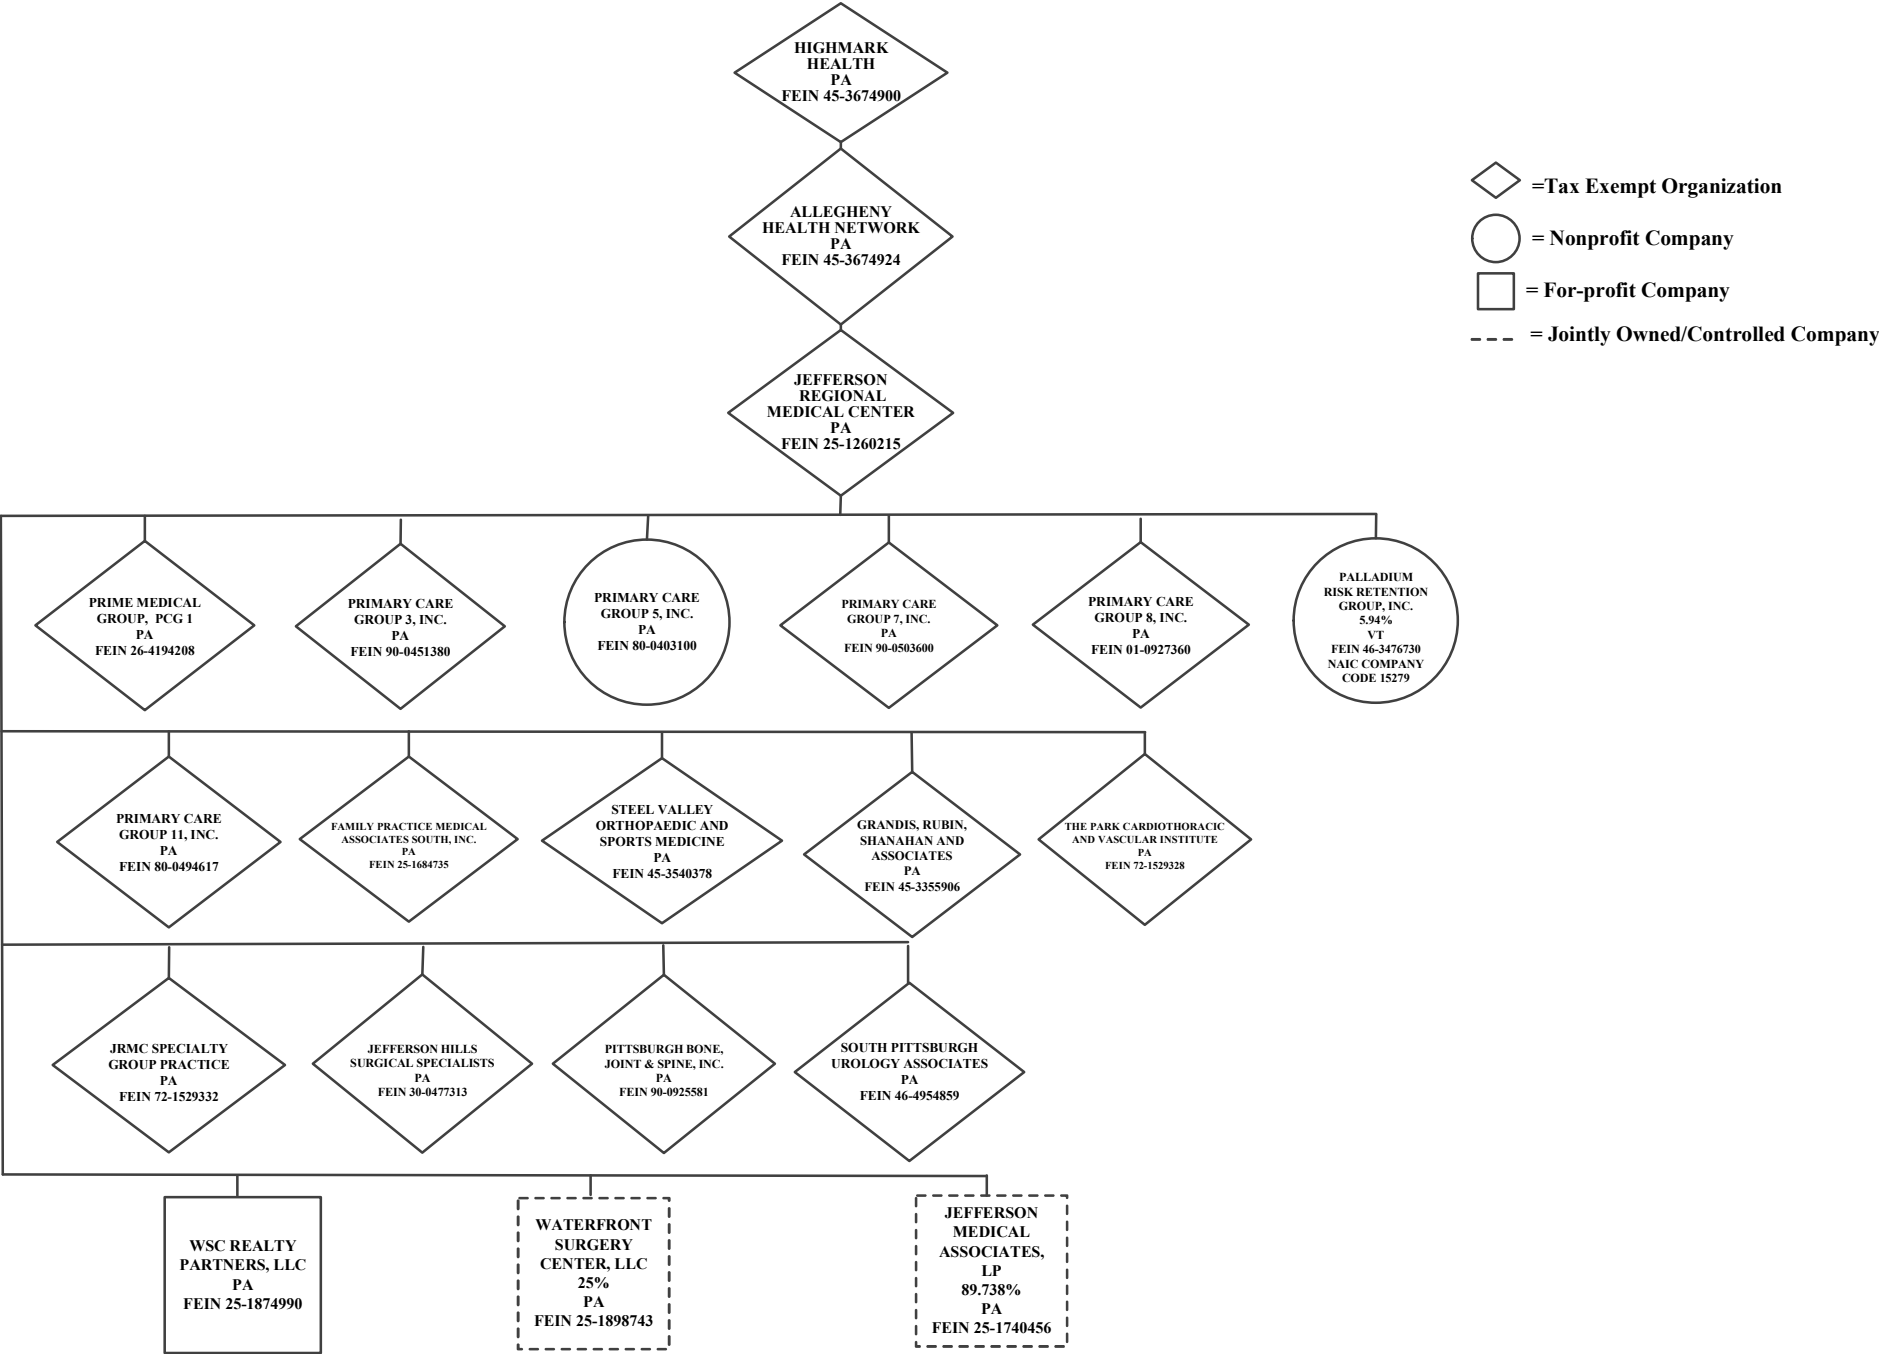 HIGHMARK
HEALTH
PA
FEIN 45-3674900
ALLEGHENY
HEALTH NETWORK
PA
FEIN 45-3674924
JEFFERSON
REGIONAL
MEDICAL CENTER
PA
FEIN 25-1260215
=Tax Exempt Organization
= Nonprofit Company
= For-profit Company
= Jointly Owned/Controlled Company
PRIME MEDICAL
GROUP, PCG 1
PA
FEIN 26-4194208
PRIMARY CARE
GROUP 3, INC.
PA
FEIN 90-0451380
PRIMARY CARE
GROUP 5, INC.
PA
FEIN 80-0403100
PRIMARY CARE
GROUP 7, INC.
PA
FEIN 90-0503600
PRIMARY CARE
GROUP 8, INC.
PA
FEIN 01-0927360
PALLADIUM
RISK RETENTION
GROUP, INC.
5.94%
VT
FEIN 46-3476730
NAIC COMPANY
CODE 15279
PRIMARY CARE
GROUP 11, INC.
PA
FEIN 80-0494617
FAMILY PRACTICE MEDICAL
ASSOCIATES SOUTH, INC.
PA
FEIN 25-1684735
STEEL VALLEY
ORTHOPAEDIC AND
SPORTS MEDICINE
PA
FEIN 45-3540378
GRANDIS, RUBIN,
SHANAHAN AND
ASSOCIATES
PA
FEIN 45-3355906
THE PARK CARDIOTHORACIC
AND VASCULAR INSTITUTE
PA
FEIN 72-1529328
JRMC SPECIALTY
GROUP PRACTICE
PA
FEIN 72-1529332
JEFFERSON HILLS
SURGICAL SPECIALISTS
PA
FEIN 30-0477313
PITTSBURGH BONE,
JOINT & SPINE, INC.
PA
FEIN 90-0925581
SOUTH PITTSBURGH
UROLOGY ASSOCIATES
PA
FEIN 46-4954859
WSC REALTY
PARTNERS, LLC
PA
FEIN 25-1874990
WATERFRONT
SURGERY
CENTER, LLC
25%
PA
FEIN 25-1898743
JEFFERSON
MEDICAL
ASSOCIATES,
LP
89.738%
PA
FEIN 25-1740456